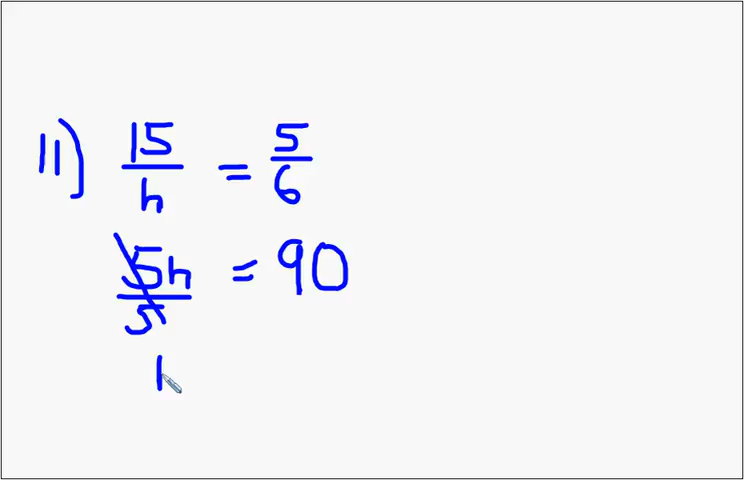 11) 15/h = 5/6
5h/5 = 90